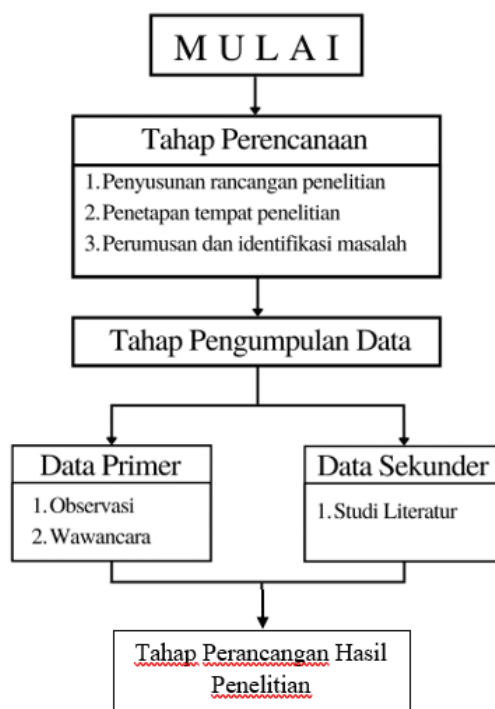 M U L A I
Tahap Perencanaan
1. Penyusunan rancangan penelitian
2. Penetapan tempat penelitian
3. Perumusan dan identifikasi masalah
Tahap Pengumpulan Data
Data Primer
1. Observasi
2. Wawancara
Data Sekunder
1. Studi Literatur
Tahap Perancangan Hasil
Penelitian